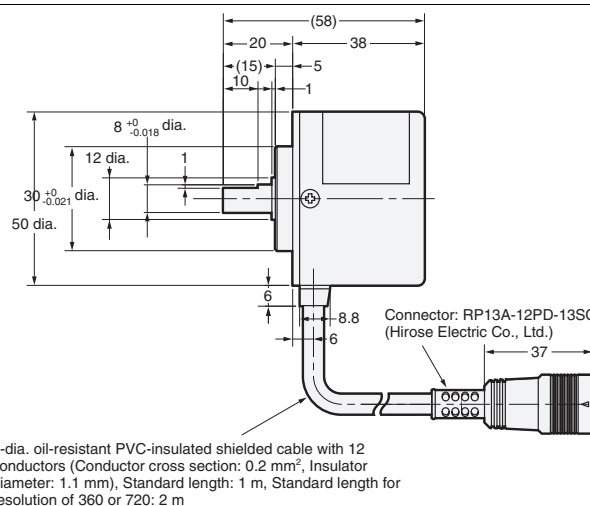 (58)
20
38
(15)
5
10
1
8 +0 -0.018 dia.
12 dia.
1
30 +0 -0.021 dia.
50 dia.
6
8.8
6
Connector: RP13A-12PD-13SC
(Hirose Electric Co., Ltd.)
37
-dia. oil-resistant PVC-insulated shielded cable with 12
onductors (Conductor cross section: 0.2 mm², Insulator
iameter: 1.1 mm), Standard length: 1 m, Standard length for
esolution of 360 or 720: 2 m